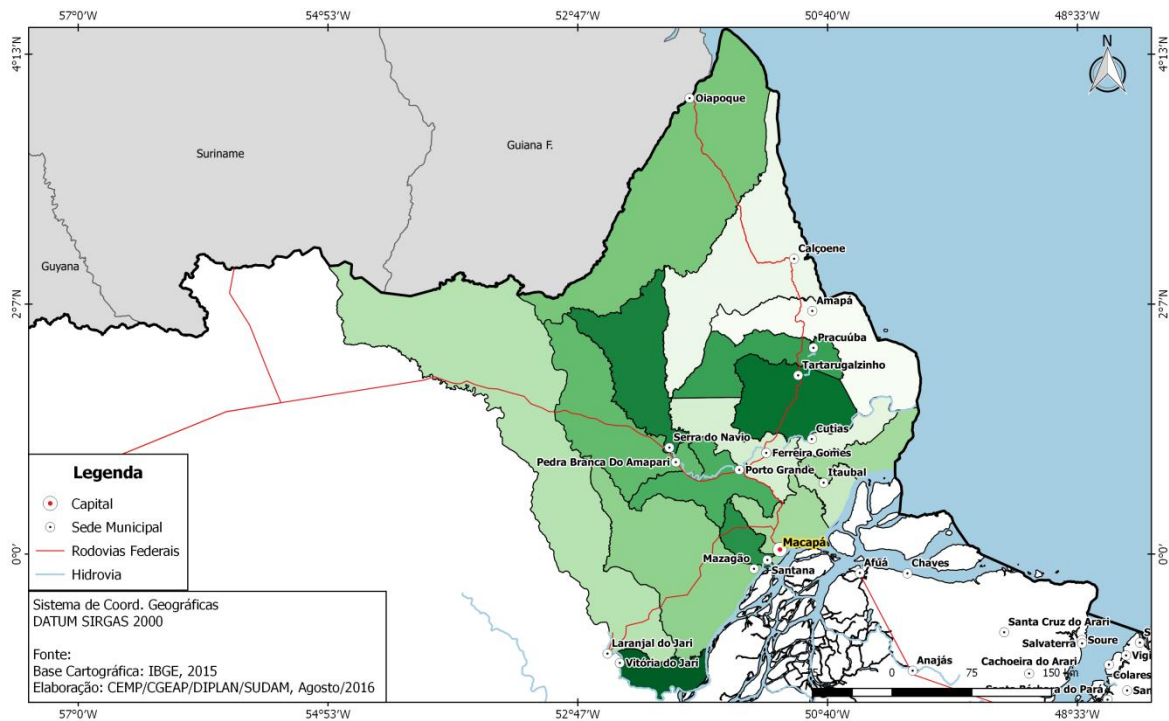 57°0'W
54°53'W
52°47'W
50°40'W
48°33'W
4°13'N
4°13'N
N
Oiapoque
Suriname
Guiana F.
Calçoene
Guyana
2°7'N
2°7'N
Amapá
Pracuúba
Tartarugalzinho
Cutias
Serra do Navio
Ferreira Gomes
Pedra Branca Do Amapari
Porto Grande
Itaubal
Legenda
Capital
Sede Municipal
Rodovias Federais
Hidrovia
0°0'
0°0'
Macapá
Mazagão
Santana
Afuá
Chaves
Sistema de Coord. Geográficas
DATUM SIRGAS 2000
Fonte:
Base Cartográfica: IBGE, 2015
Elaboração: CEMP/CGEAP/DIPLAN/SUDAM, Agosto/2016
Santa Cruz do Arari
Salvaterra
Soure
Laranjal do Jari
Vitória do Jari
Cachoeira do Arari
Anajás
Colares
0
75
150 km
57°0'W
54°53'W
52°47'W
50°40'W
48°33'W